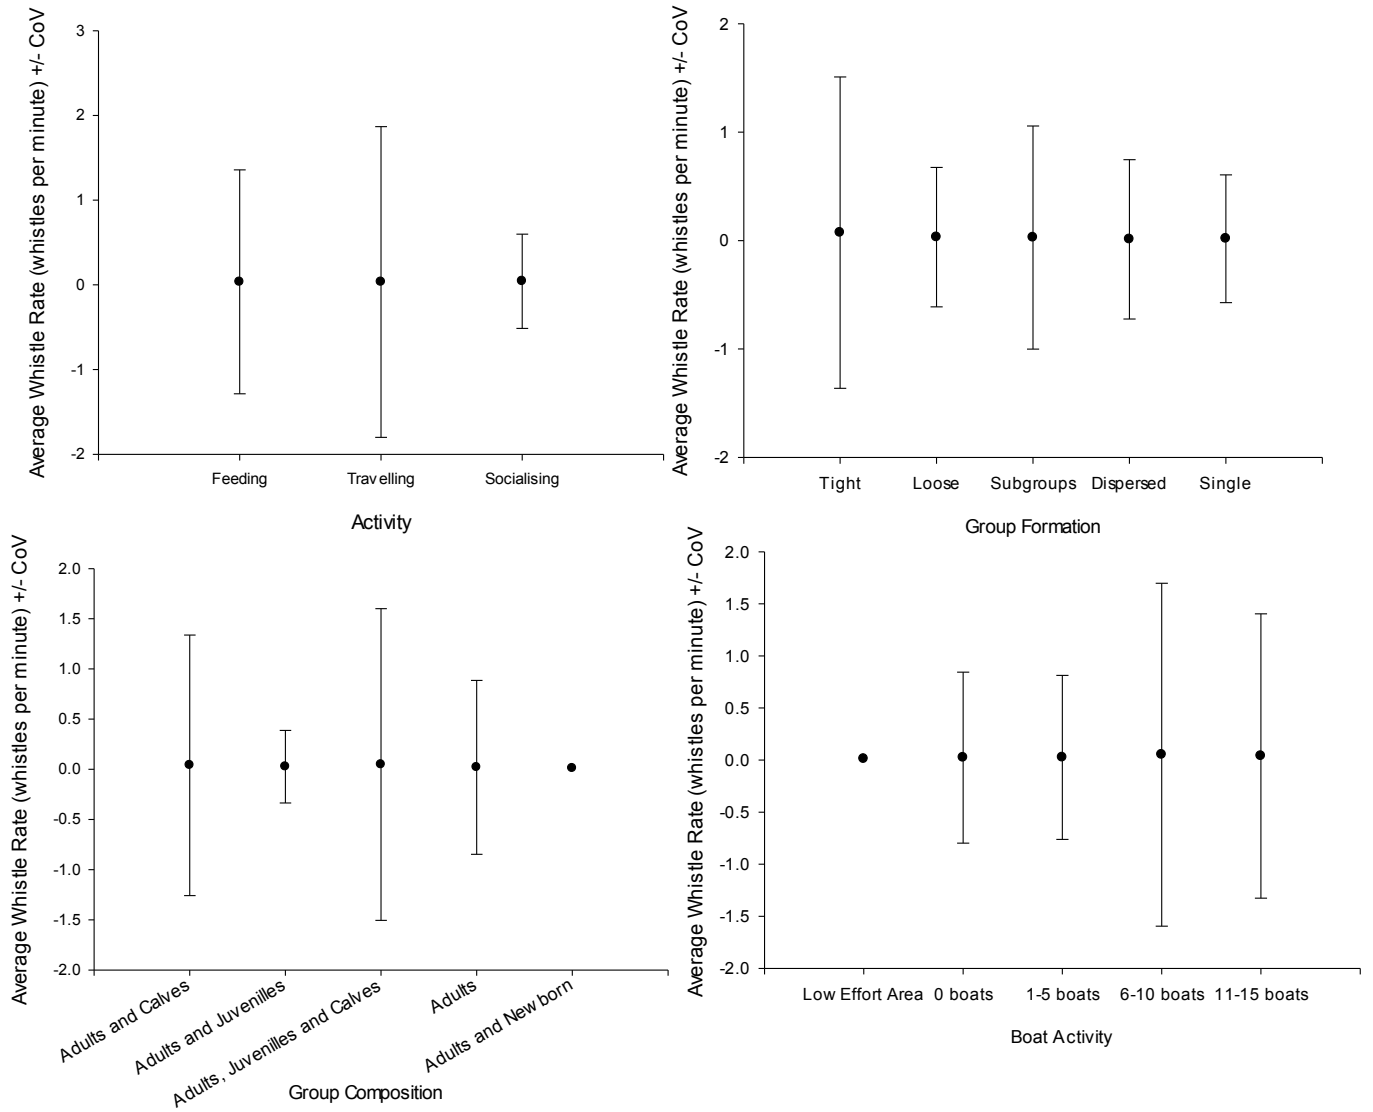 Average Whistle Rate (whistles per minute) +/- CoV
3
2
1
0
-1
-2
Feeding Travelling Socialising
Activity
Average Whistle Rate (whistles per minute) +/- CoV
2
1
0
-1
-2
Tight Loose Subgroups Dispersed Single
Group Formation
Average Whistle Rate (whistles per minute) +/- CoV
2.0
1.5
1.0
0.5
0.0
-0.5
-1.0
-1.5
-2.0
Adults and Calves
Adults and Juvenilles
Adults, Juvenilles and Calves
Adults
Adults and New born
Group Composition
Average Whistle Rate (whistles per minute) +/- CoV
2.0
1.5
1.0
0.5
0.0
-0.5
-1.0
-1.5
-2.0
Low Effort Area 0 boats 1-5 boats 6-10 boats 11-15 boats
Boat Activity